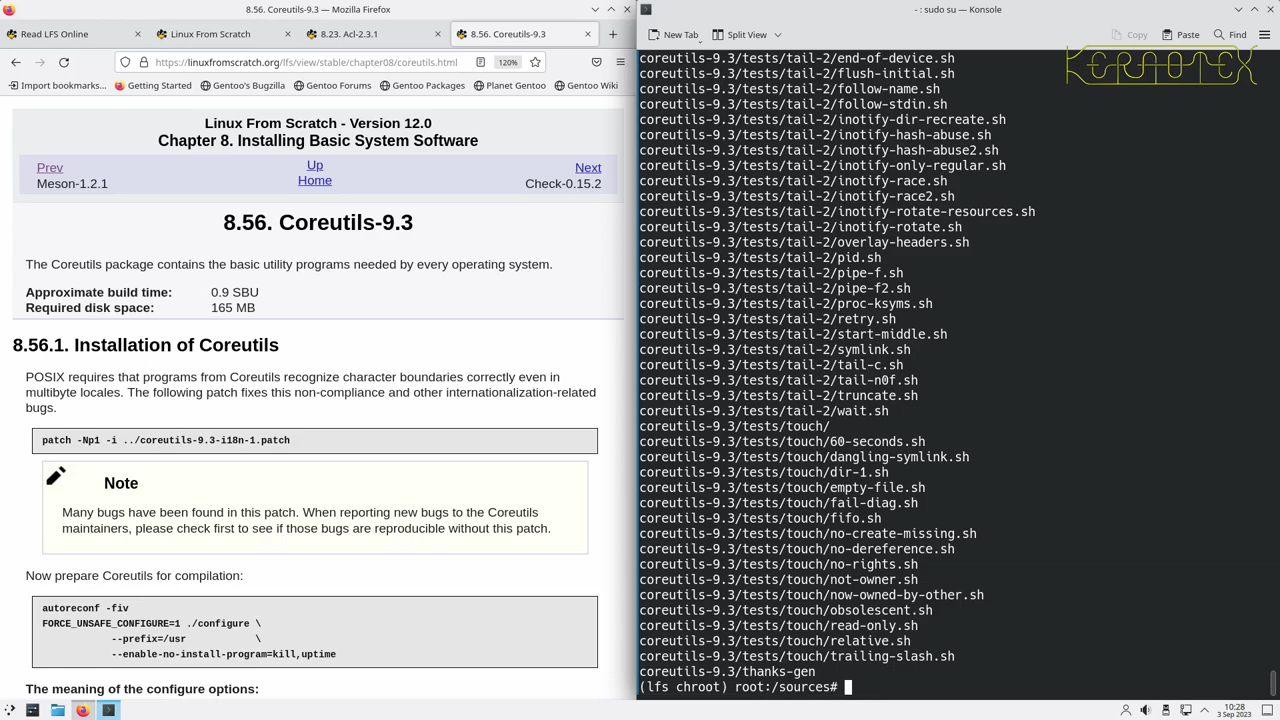 8.56. Coreutils-9.3 — Mozilla Firefox
Read LFS Online
Linux From Scratch
8.23. Acl-2.3.1
8.56. Coreutils-9.3
https://linuxfromscratch.org/lfs/view/stable/chapter08/coreutils.html
120%
Import bookmarks…
Getting Started
Gentoo's Bugzilla
Gentoo Forums
Gentoo Packages
Planet Gentoo
Gentoo Wiki
Linux From Scratch - Version 12.0
Chapter 8. Installing Basic System Software
Prev
Up
Next
Meson-1.2.1
Home
Check-0.15.2
8.56. Coreutils-9.3
The Coreutils package contains the basic utility programs needed by every operating system.
Approximate build time: 0.9 SBU
Required disk space: 165 MB
8.56.1. Installation of Coreutils
POSIX requires that programs from Coreutils recognize character boundaries correctly even in
multibyte locales. The following patch fixes this non-compliance and other internationalization-related
bugs.
patch -Np1 -i ../coreutils-9.3-i18n-1.patch
Note
Many bugs have been found in this patch. When reporting new bugs to the Coreutils
maintainers, please check first to see if those bugs are reproducible without this patch.
Now prepare Coreutils for compilation:
autoreconf -fiv
FORCE_UNSAFE_CONFIGURE=1 ./configure \
--prefix=/usr \
--enable-no-install-program=kill,uptime
The meaning of the configure options:
- : sudo su — Konsole
New Tab
Split View
Copy
Paste
Find
KERNOTEX
coreutils-9.3/tests/tail-2/end-of-device.sh
coreutils-9.3/tests/tail-2/flush-initial.sh
coreutils-9.3/tests/tail-2/follow-name.sh
coreutils-9.3/tests/tail-2/follow-stdin.sh
coreutils-9.3/tests/tail-2/inotify-dir-recreate.sh
coreutils-9.3/tests/tail-2/inotify-hash-abuse.sh
coreutils-9.3/tests/tail-2/inotify-hash-abuse2.sh
coreutils-9.3/tests/tail-2/inotify-only-regular.sh
coreutils-9.3/tests/tail-2/inotify-race.sh
coreutils-9.3/tests/tail-2/inotify-race2.sh
coreutils-9.3/tests/tail-2/inotify-rotate-resources.sh
coreutils-9.3/tests/tail-2/inotify-rotate.sh
coreutils-9.3/tests/tail-2/overlay-headers.sh
coreutils-9.3/tests/tail-2/pid.sh
coreutils-9.3/tests/tail-2/pipe-f.sh
coreutils-9.3/tests/tail-2/pipe-f2.sh
coreutils-9.3/tests/tail-2/proc-ksyms.sh
coreutils-9.3/tests/tail-2/retry.sh
coreutils-9.3/tests/tail-2/start-middle.sh
coreutils-9.3/tests/tail-2/symlink.sh
coreutils-9.3/tests/tail-2/tail-c.sh
coreutils-9.3/tests/tail-2/tail-n0f.sh
coreutils-9.3/tests/tail-2/truncate.sh
coreutils-9.3/tests/tail-2/wait.sh
coreutils-9.3/tests/touch/
coreutils-9.3/tests/touch/60-seconds.sh
coreutils-9.3/tests/touch/dangling-symlink.sh
coreutils-9.3/tests/touch/dir-1.sh
coreutils-9.3/tests/touch/empty-file.sh
coreutils-9.3/tests/touch/fail-diag.sh
coreutils-9.3/tests/touch/fifo.sh
coreutils-9.3/tests/touch/no-create-missing.sh
coreutils-9.3/tests/touch/no-dereference.sh
coreutils-9.3/tests/touch/no-rights.sh
coreutils-9.3/tests/touch/not-owner.sh
coreutils-9.3/tests/touch/now-owned-by-other.sh
coreutils-9.3/tests/touch/obsolescent.sh
coreutils-9.3/tests/touch/read-only.sh
coreutils-9.3/tests/touch/relative.sh
coreutils-9.3/tests/touch/trailing-slash.sh
coreutils-9.3/thanks-gen
(lfs chroot) root:/sources#
10:28
3 Sep 2023